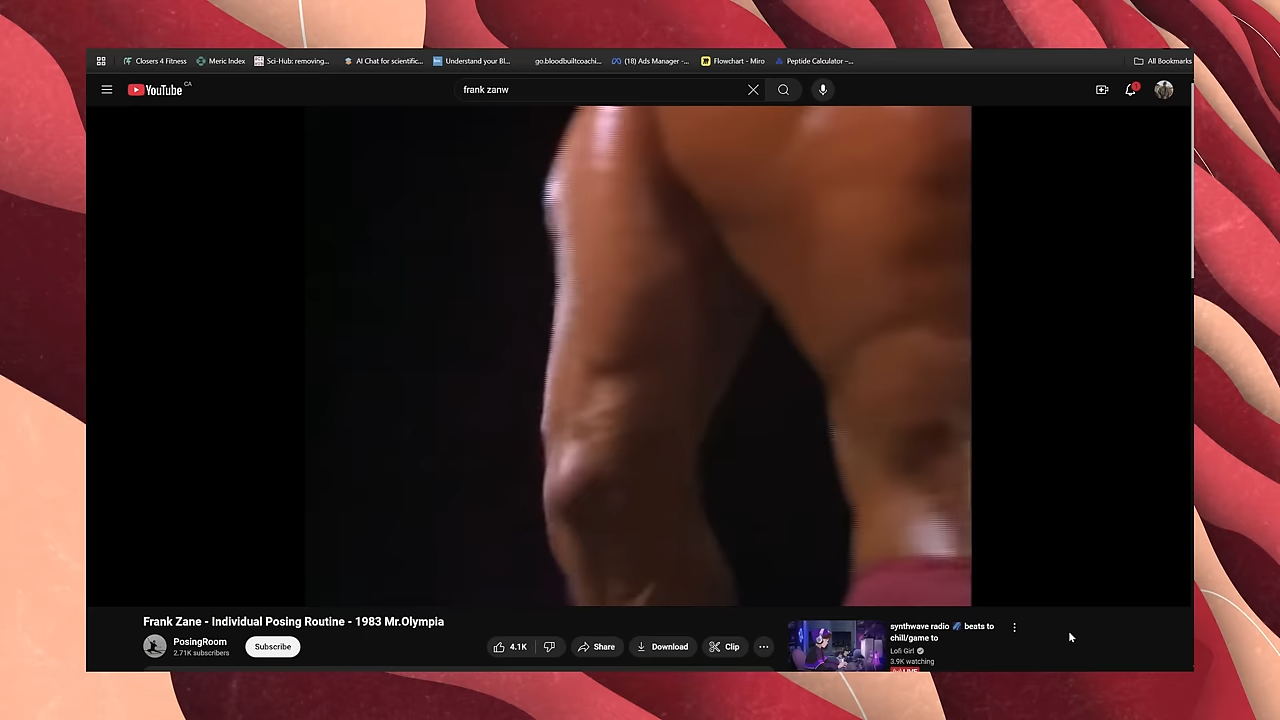 Closers 4 Fitness Meric Index Sci-Hub: removing... AI Chat for scientific... Understand your Bl... go.bloodbuiltcoachi... (18) Ads Manager -... Flowchart - Miro Peptide Calculator –... All Bookmarks
YouTube CA frank zanw
Frank Zane - Individual Posing Routine - 1983 Mr.Olympia
PosingRoom
2.71K subscribers
Subscribe
4.1K Share Download Clip
synthwave radio 🌌 beats to
chill/game to
Lofi Girl
3.9K watching
LIVE